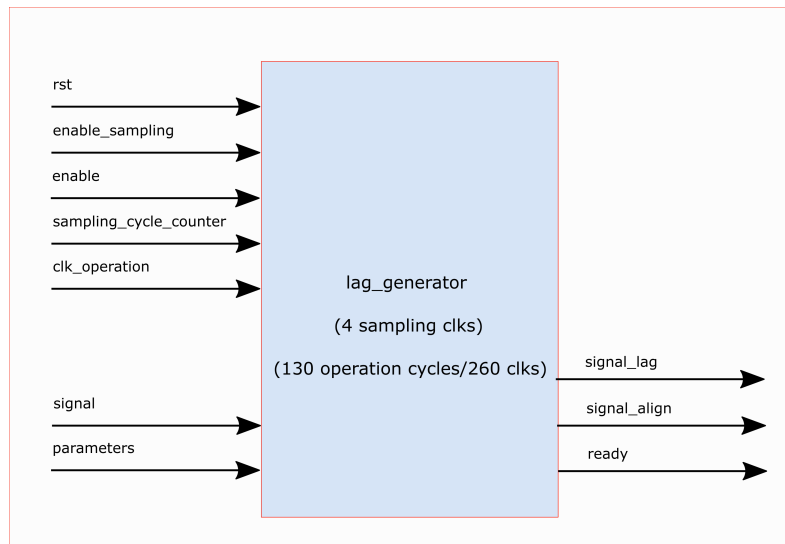 rst
enable_sampling
enable
sampling_cycle_counter
clk_operation
lag_generator
(4 sampling clks)
(130 operation cycles/260 clks)
signal_lag
signal
signal_align
parameters
ready